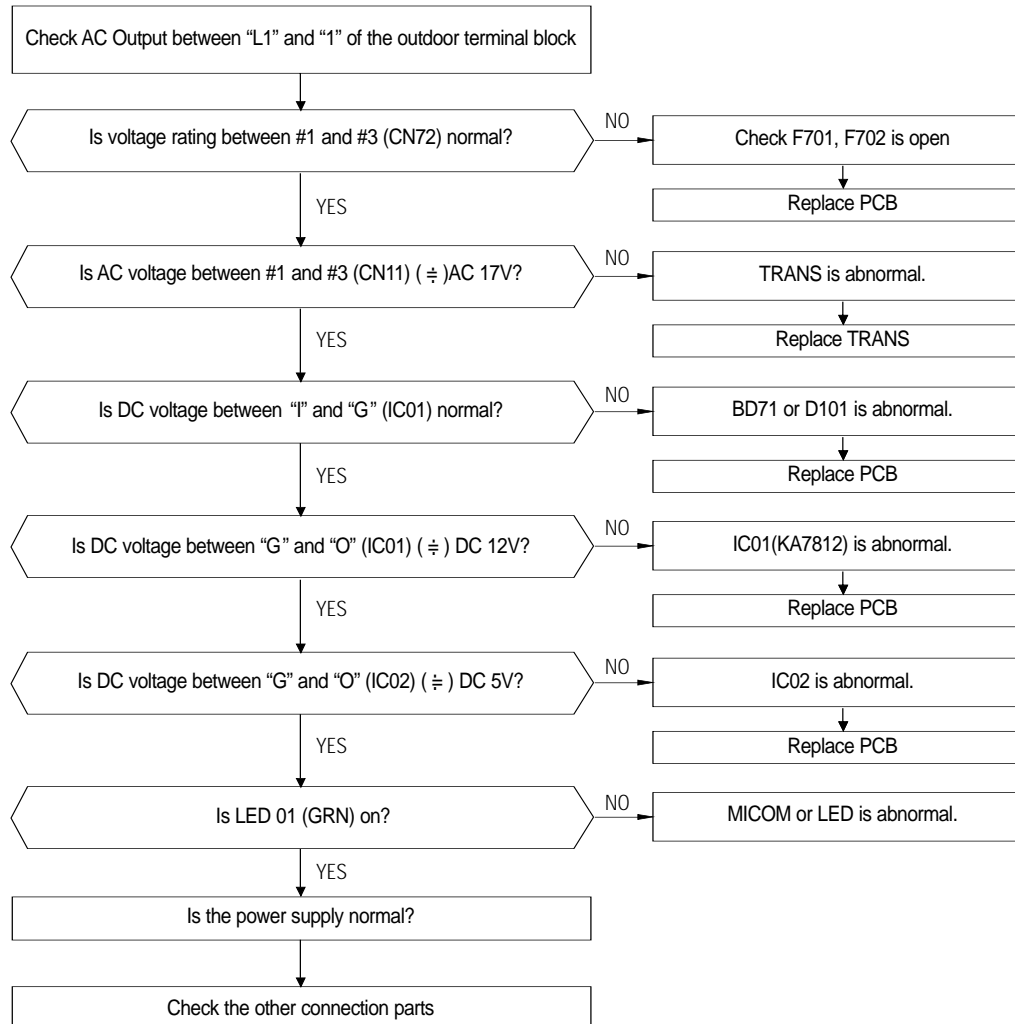 Check AC Output between “L1” and “1” of the outdoor terminal block
Is voltage rating between #1 and #3 (CN72) normal?
NO
Check F701, F702 is open
Replace PCB
YES
Is AC voltage between #1 and #3 (CN11) ( ≑ )AC 17V?
NO
TRANS is abnormal.
Replace TRANS
YES
Is DC voltage between “I” and “G” (IC01) normal?
NO
BD71 or D101 is abnormal.
Replace PCB
YES
Is DC voltage between “G” and “O” (IC01) ( ≑ ) DC 12V?
NO
IC01(KA7812) is abnormal.
Replace PCB
YES
Is DC voltage between “G” and “O” (IC02) ( ≑ ) DC 5V?
NO
IC02 is abnormal.
Replace PCB
YES
Is LED 01 (GRN) on?
NO
MICOM or LED is abnormal.
YES
Is the power supply normal?
Check the other connection parts